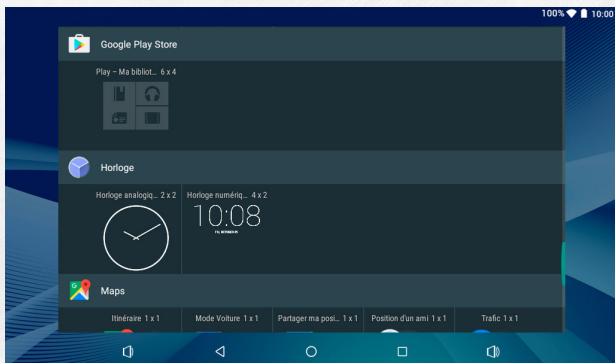 100% 10:00
Google Play Store
Play – Ma bibliot... 6 x 4
Horloge
Horloge analogiq... 2 x 2 Horloge numériq... 4 x 2
10:08
Maps
Itinéraire 1 x 1 Mode Voiture 1 x 1 Partager ma posi... 1 x 1 Position d'un ami 1 x 1 Trafic 1 x 1